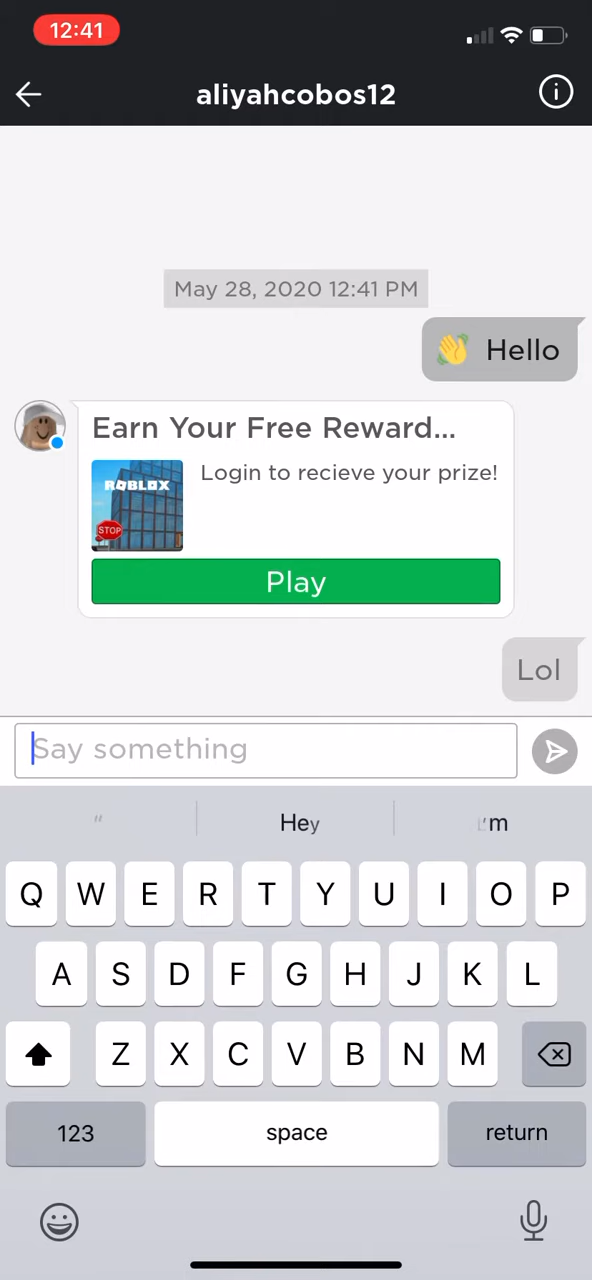 12:41
aliyahcobos12
May 28, 2020 12:41 PM
👋 Hello
Earn Your Free Reward...
ROBLOX
STOP
Login to recieve your prize!
Play
Lol
Say something
" Hey I'm
Q W E R T Y U I O P
A S D F G H J K L
Z X C V B N M
123 space return